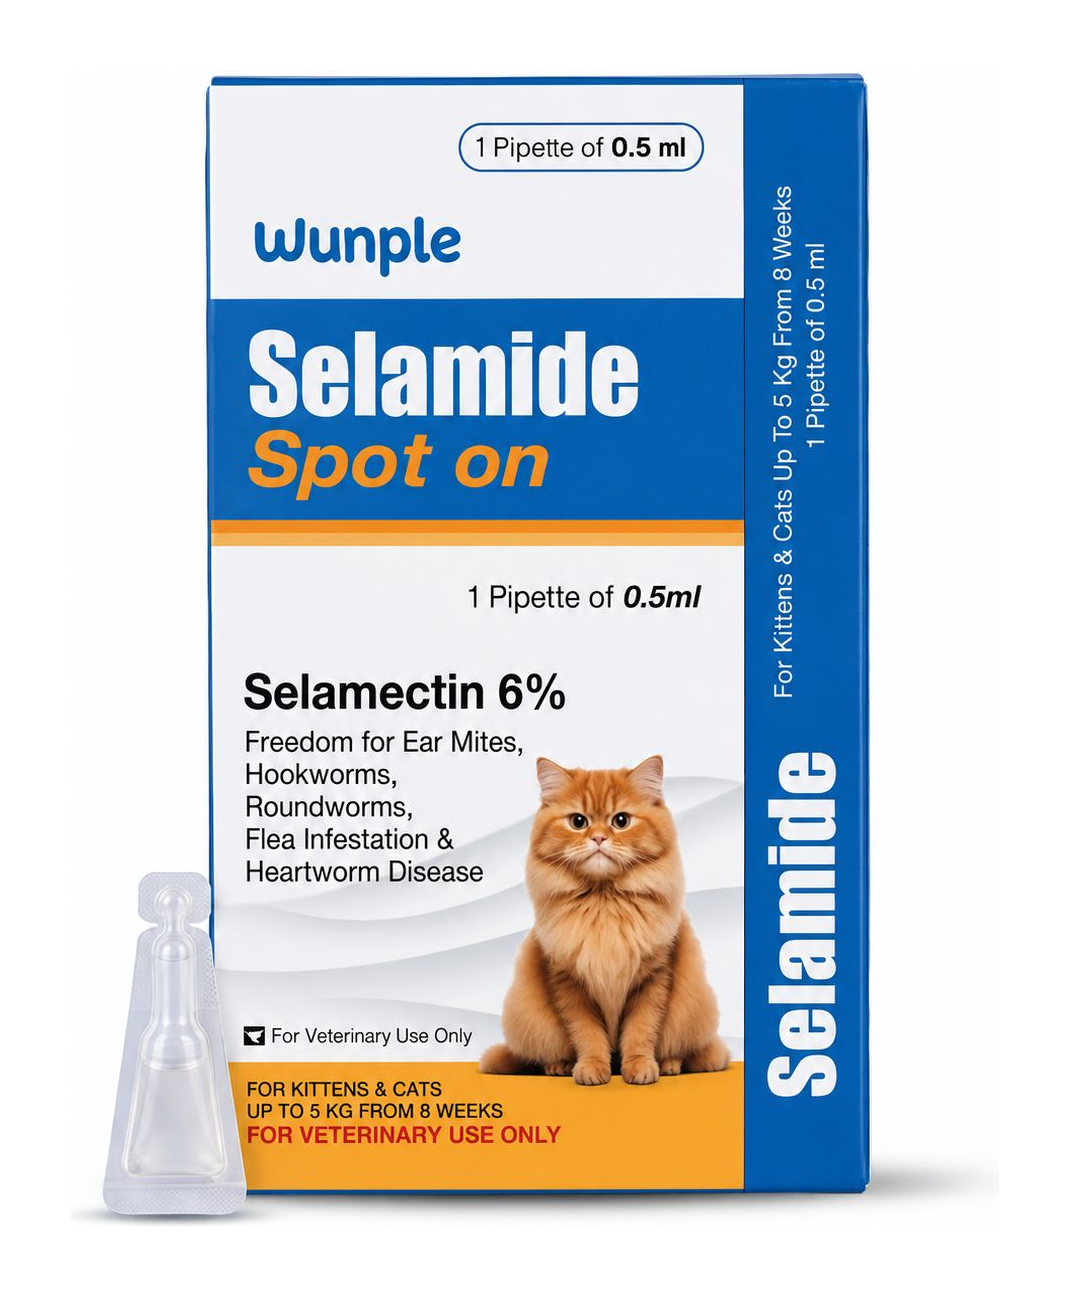 1 Pipette of 0.5 ml
Wunple
Selamide
Spot on
1 Pipette of 0.5ml
Selamectin 6%
Freedom for Ear Mites,
Hookworms,
Roundworms,
Flea Infestation &
Heartworm Disease
For Veterinary Use Only
FOR KITTENS & CATS
UP TO 5 KG FROM 8 WEEKS
FOR VETERINARY USE ONLY
Selamide
For Kittens & Cats Up To 5 Kg From 8 Weeks
1 Pipette of 0.5 ml